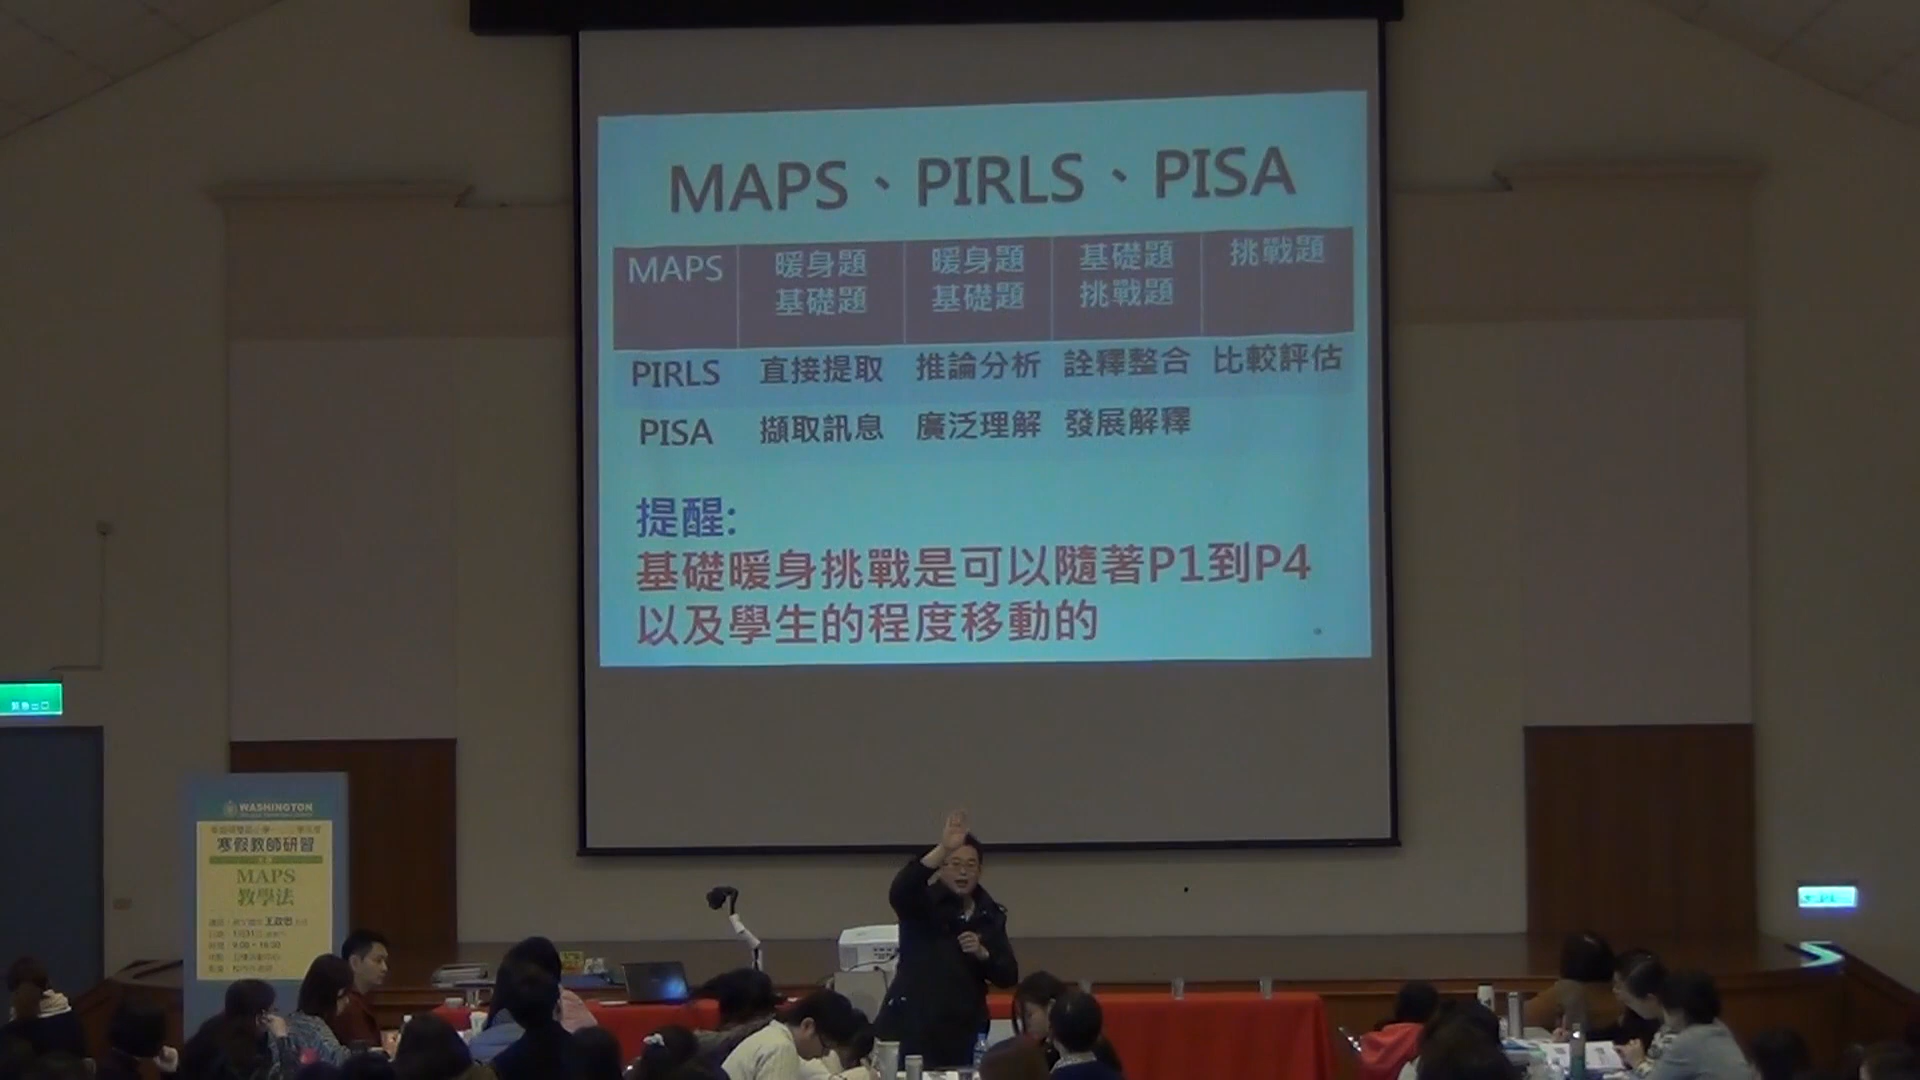 MAPS、PIRLS、PISA
MAPS 暖身題 暖身題 基礎題 挑戰題
基礎題 基礎題 挑戰題
PIRLS 直接提取 推論分析 詮釋整合 比較評估
PISA 擷取訊息 廣泛理解 發展解釋
提醒:
基礎暖身挑戰是可以隨著P1到P4
以及學生的程度移動的
WASHINGTON
寒假教師研習
MAPS
教學法
王政忠